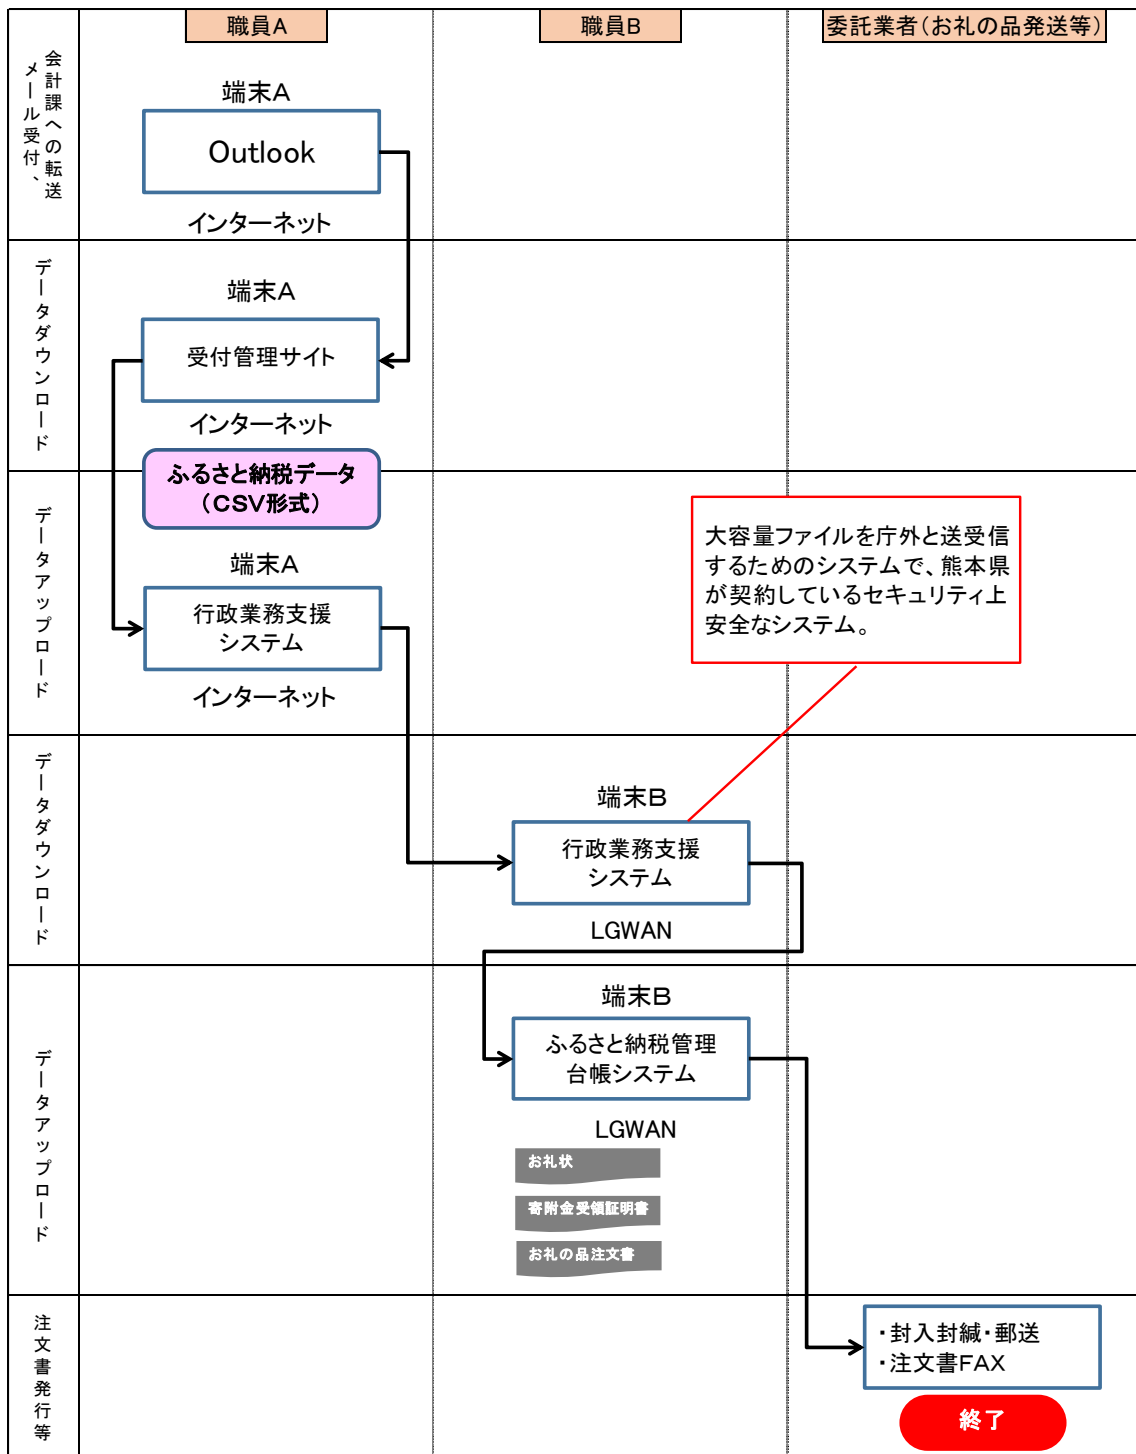 職員A
職員B
委託業者(お礼の品発送等)
メール受付、
会計課への転送
端末A
Outlook
インターネット
データダウンロード
端末A
受付管理サイト
インターネット
ふるさと納税データ
(CSV形式)
データアップロード
端末A
行政業務支援
システム
インターネット
大容量ファイルを庁外と送受信
するためのシステムで、熊本県
が契約しているセキュリティ上
安全なシステム。
データダウンロード
端末B
行政業務支援
システム
LGWAN
データアップロード
端末B
ふるさと納税管理
台帳システム
LGWAN
お礼状
寄附金受領証明書
お礼の品注文書
注文書発行等
・封入封緘・郵送
・注文書FAX
終了